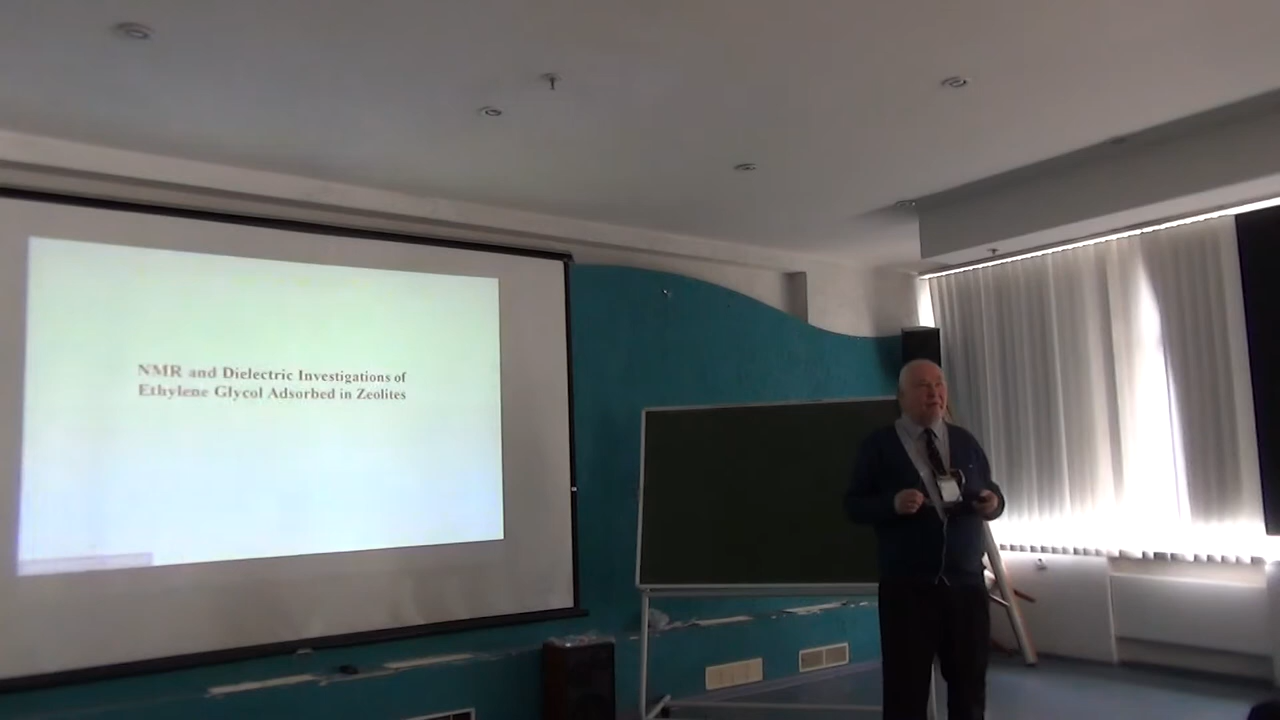 NMR and Dielectric Investigations of
Ethylene Glycol Adsorbed in Zeolites